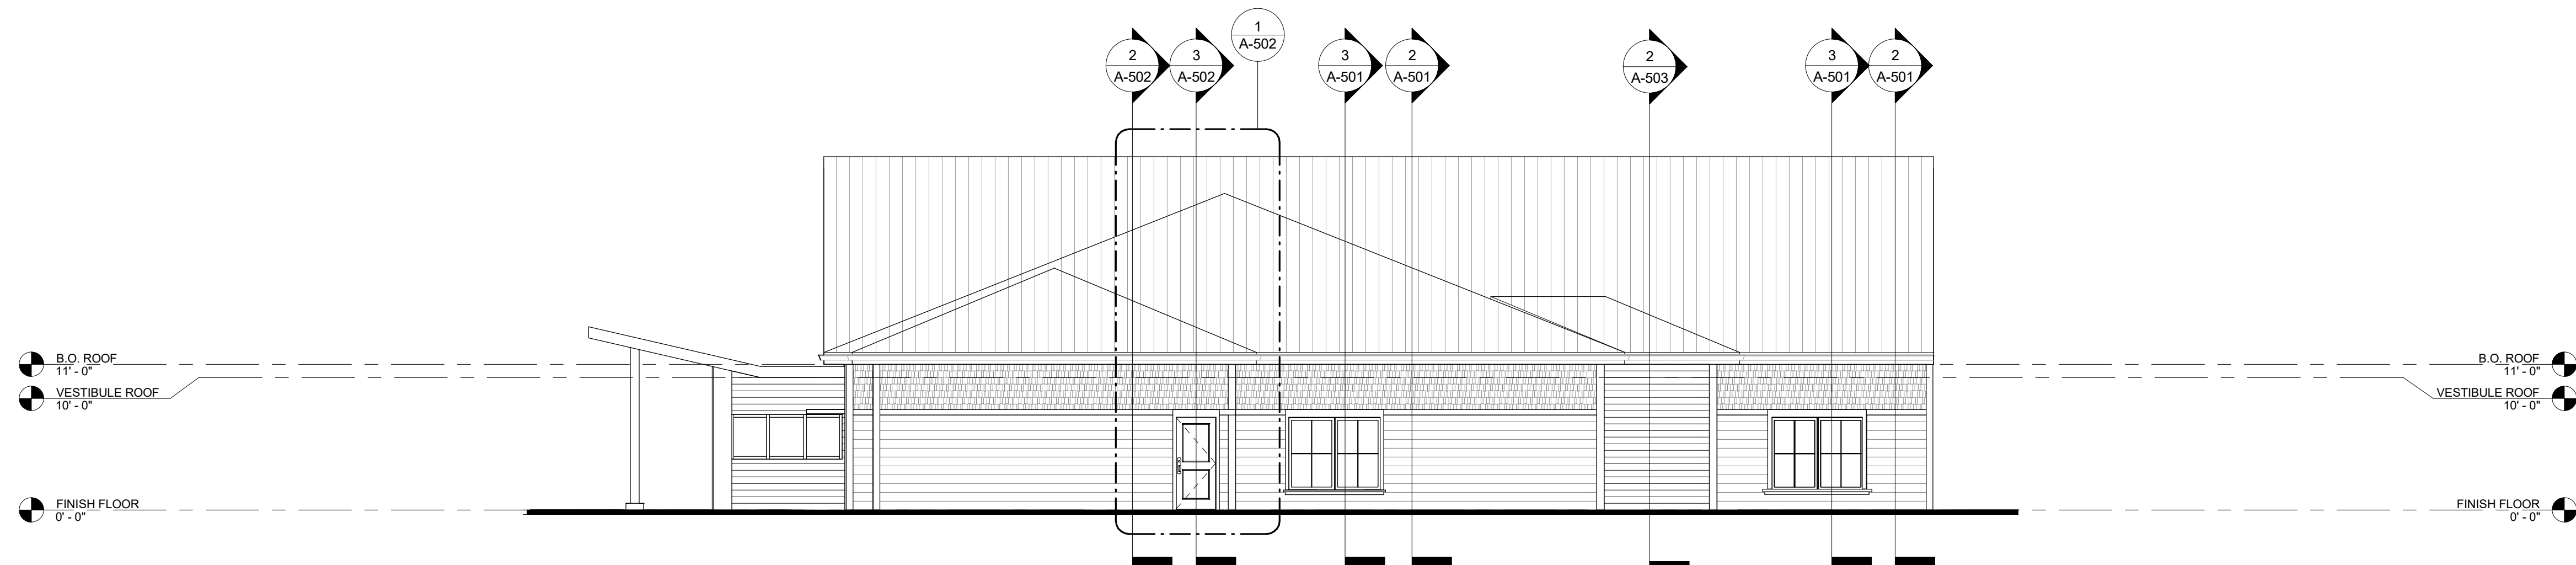 1
A-502
2
A-502
3
A-502
3
A-501
2
A-501
2
A-503
3
A-501
2
A-501
B.O. ROOF
11' - 0"
VESTIBULE ROOF
10' - 0"
FINISH FLOOR
0' - 0"
B.O. ROOF
11' - 0"
VESTIBULE ROOF
10' - 0"
FINISH FLOOR
0' - 0"